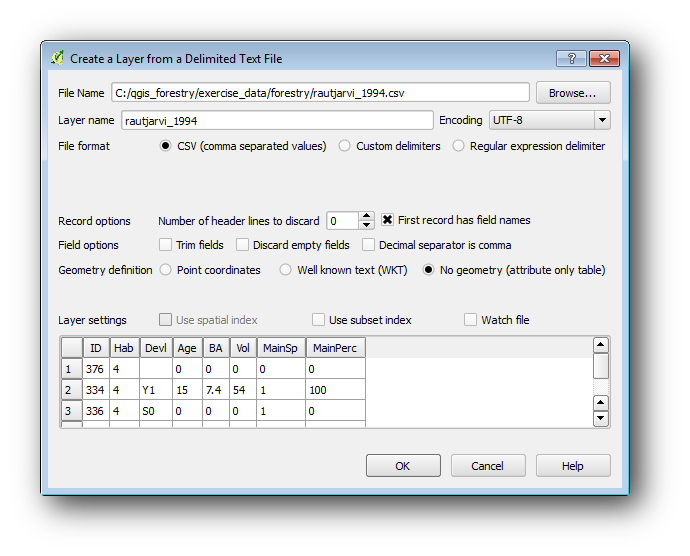 Create a Layer from a Delimited Text File
File Name C:/qgis_forestry/exercise_data/forestry/rautjarvi_1994.csv Browse...
Layer name rautjarvi_1994 Encoding UTF-8
File format CSV (comma separated values) Custom delimiters Regular expression delimiter
Record options Number of header lines to discard 0 First record has field names
Field options Trim fields Discard empty fields Decimal separator is comma
Geometry definition Point coordinates Well known text (WKT) No geometry (attribute only table)
Layer settings Use spatial index Use subset index Watch file
ID Hab Devl Age BA Vol MainSp MainPerc
1 376 4 0 0 0 0 0
2 334 4 Y1 15 7.4 54 1 100
3 336 4 S0 0 0 0 1 0
OK Cancel Help